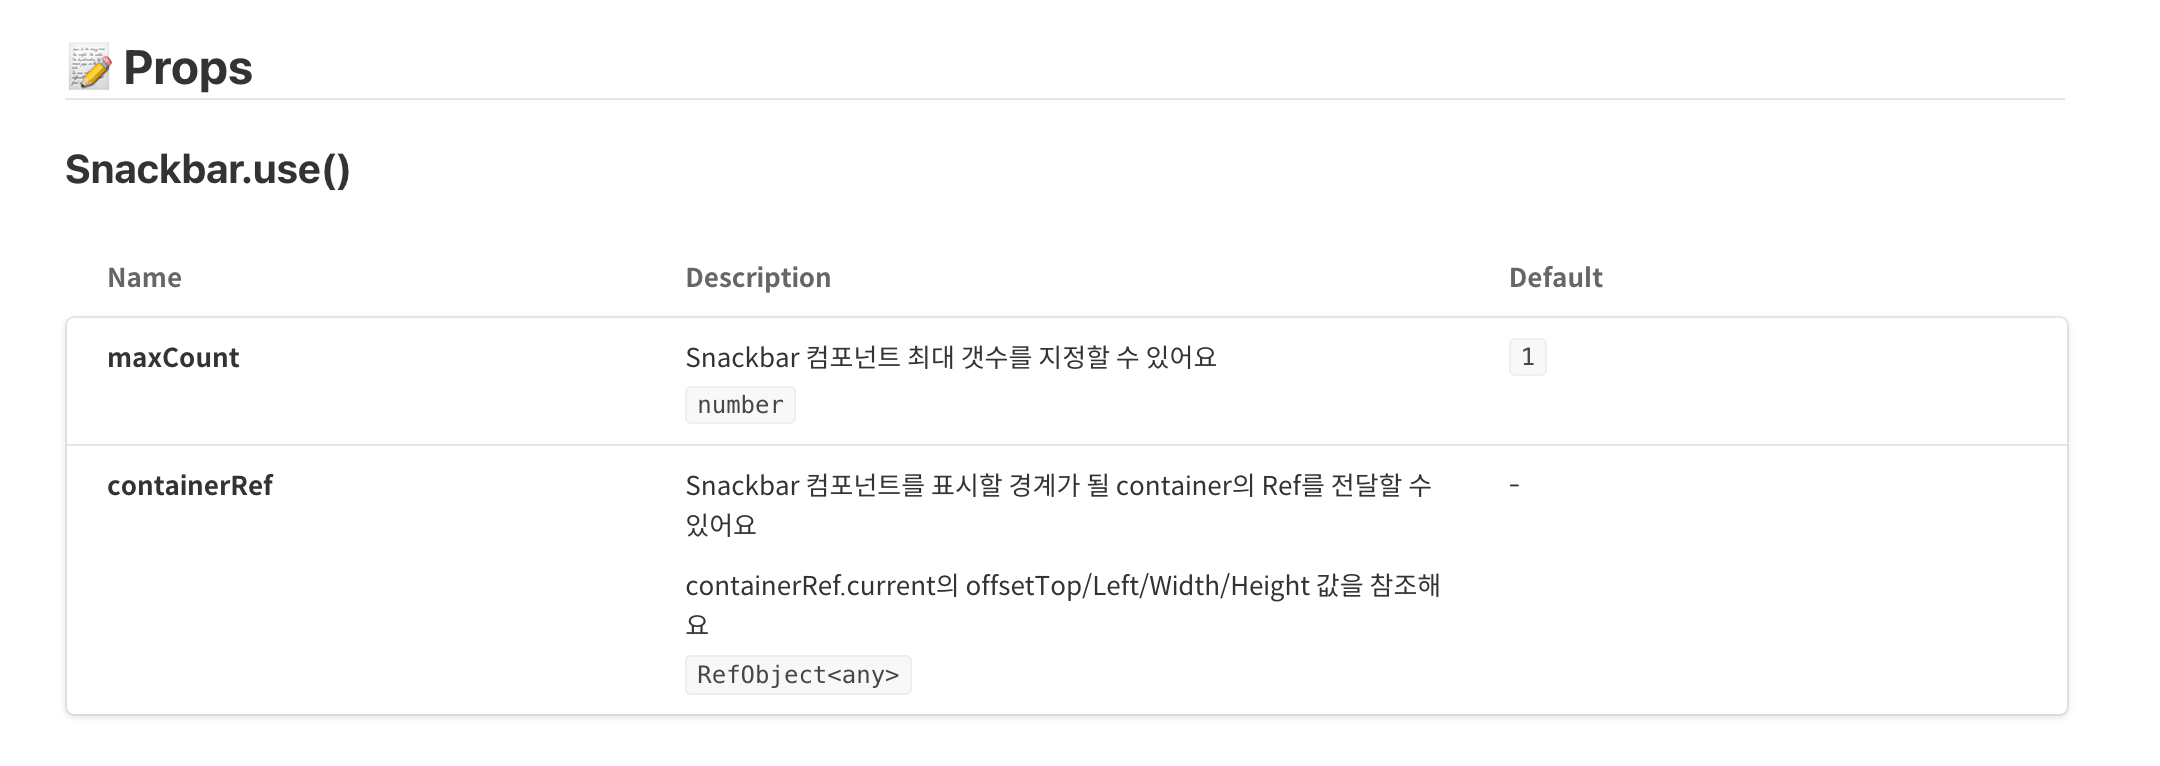 📝 Props
Snackbar.use()
Name Description Default
maxCount Snackbar 컴포넌트 최대 갯수를 지정할 수 있어요 1
number
containerRef Snackbar 컴포넌트를 표시할 경계가 될 container의 Ref를 전달할 수 -
있어요
containerRef.current의 offsetTop/Left/Width/Height 값을 참조해
요
RefObject<any>